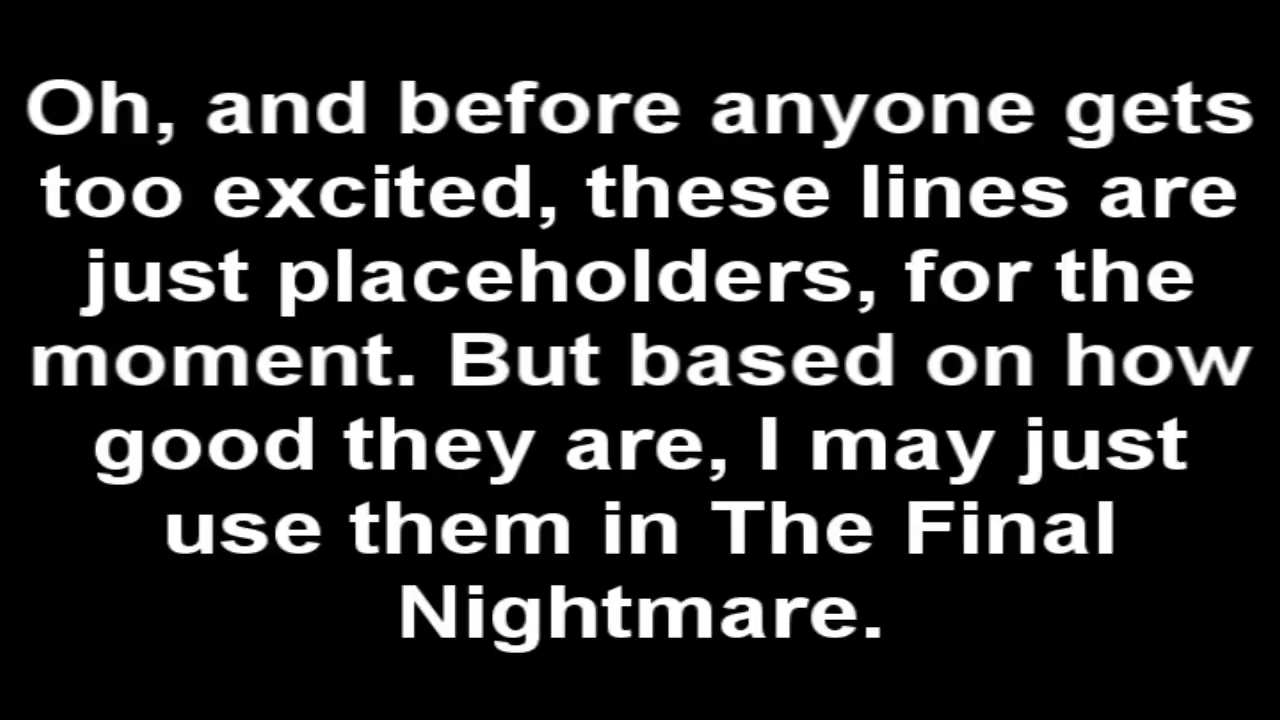 Oh, and before anyone gets
too excited, these lines are
just placeholders, for the
moment. But based on how
good they are, I may just
use them in The Final
Nightmare.